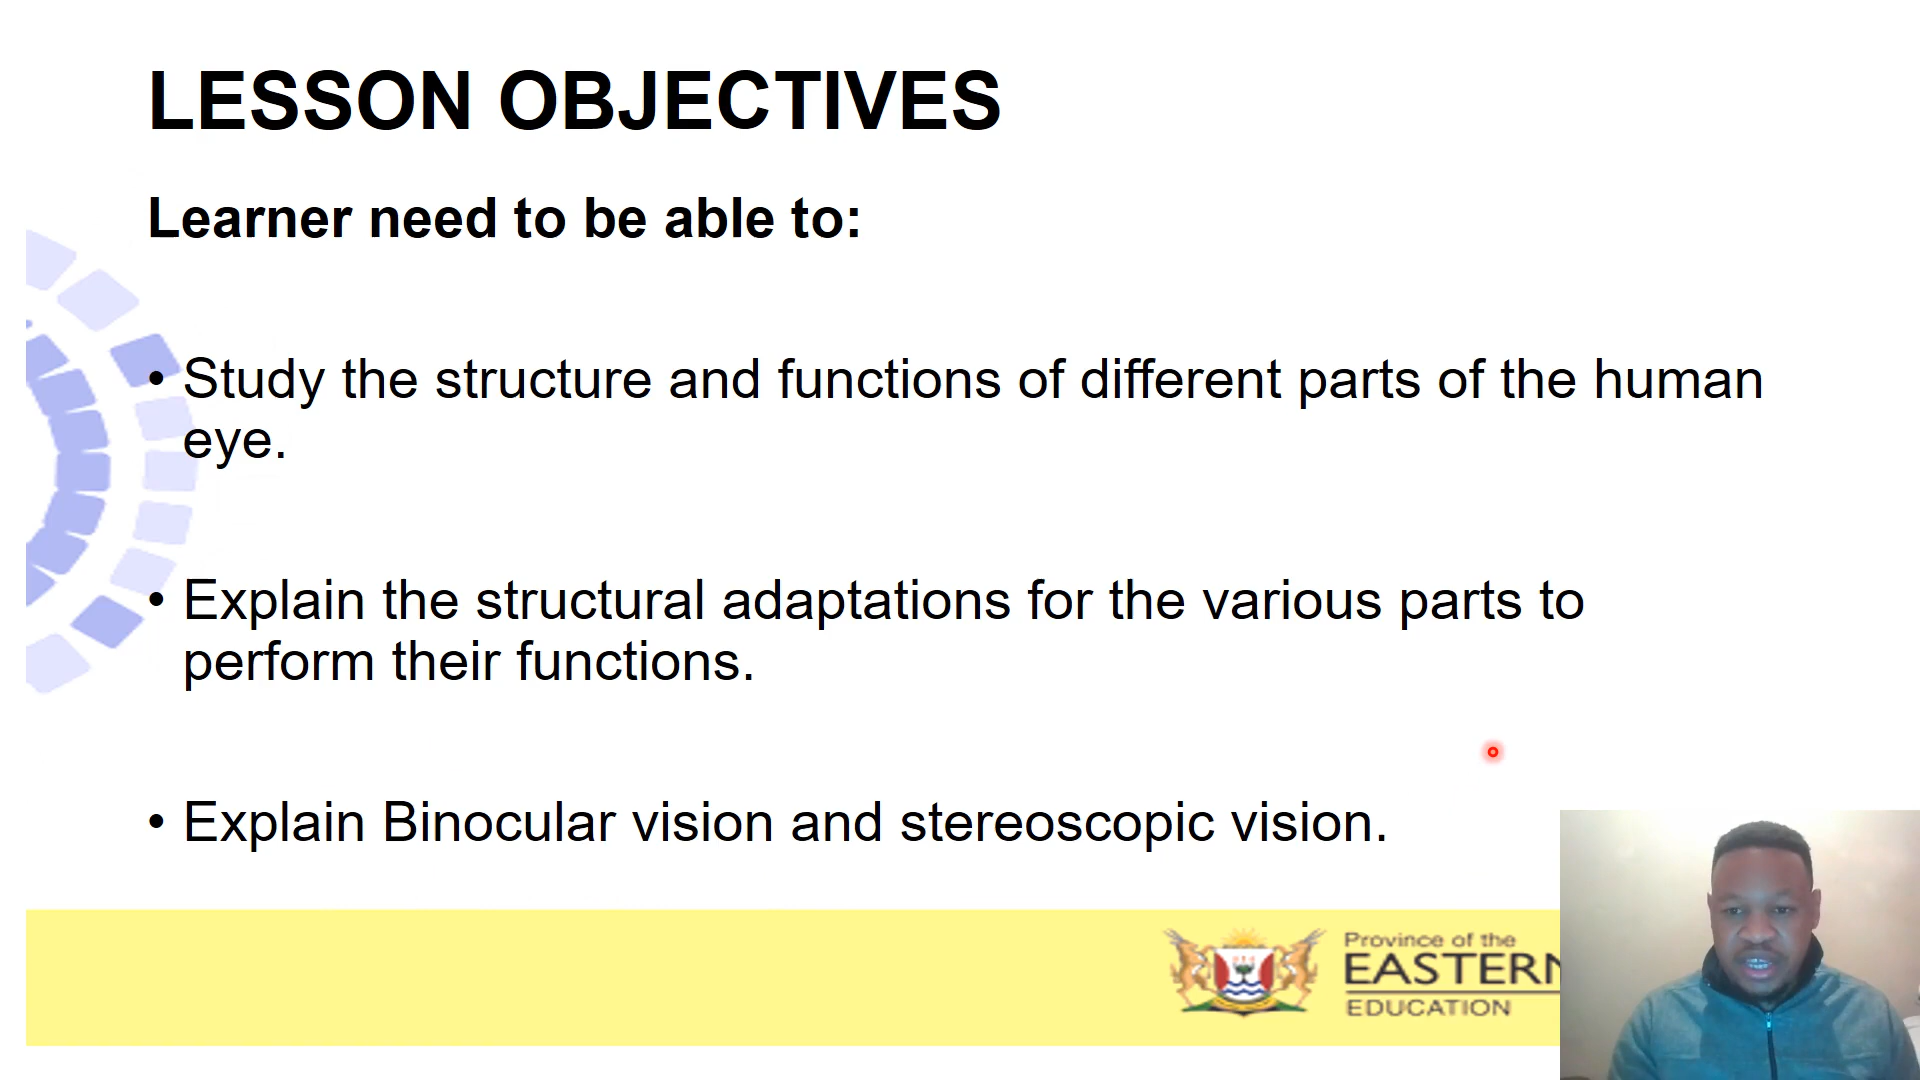 LESSON OBJECTIVES
Learner need to be able to:
• Study the structure and functions of different parts of the human
eye.
• Explain the structural adaptations for the various parts to
perform their functions.
• Explain Binocular vision and stereoscopic vision.
Province of the
EASTERN
EDUCATION